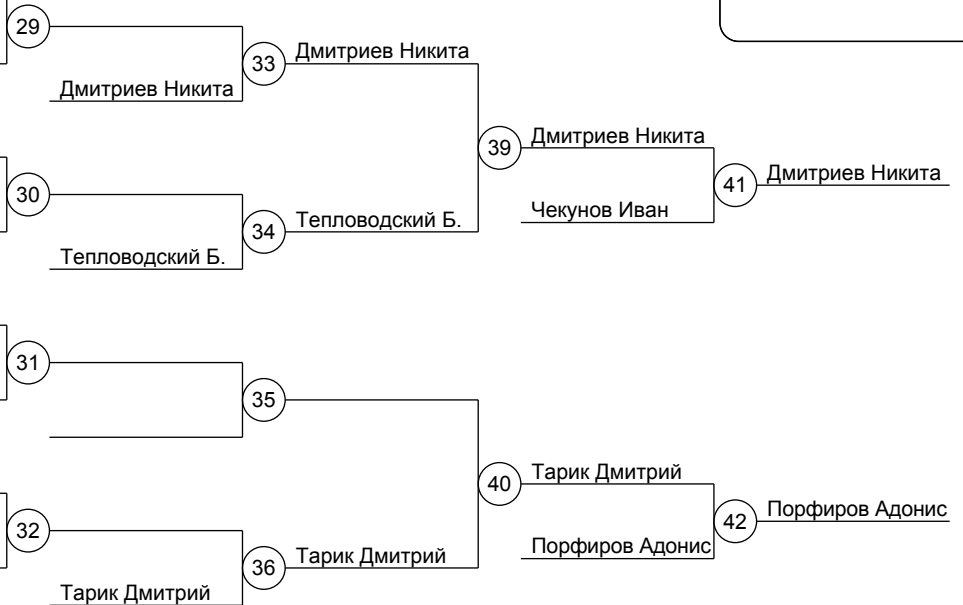 29
33
Дмитриев Никита
Дмитриев Никита
39
Дмитриев Никита
41
Дмитриев Никита
30
Чекунов Иван
34
Тепловодский Б.
Тепловодский Б.
31
35
40
Тарик Дмитрий
42
Порфиров Адонис
32
Порфиров Адонис
36
Тарик Дмитрий
Тарик Дмитрий